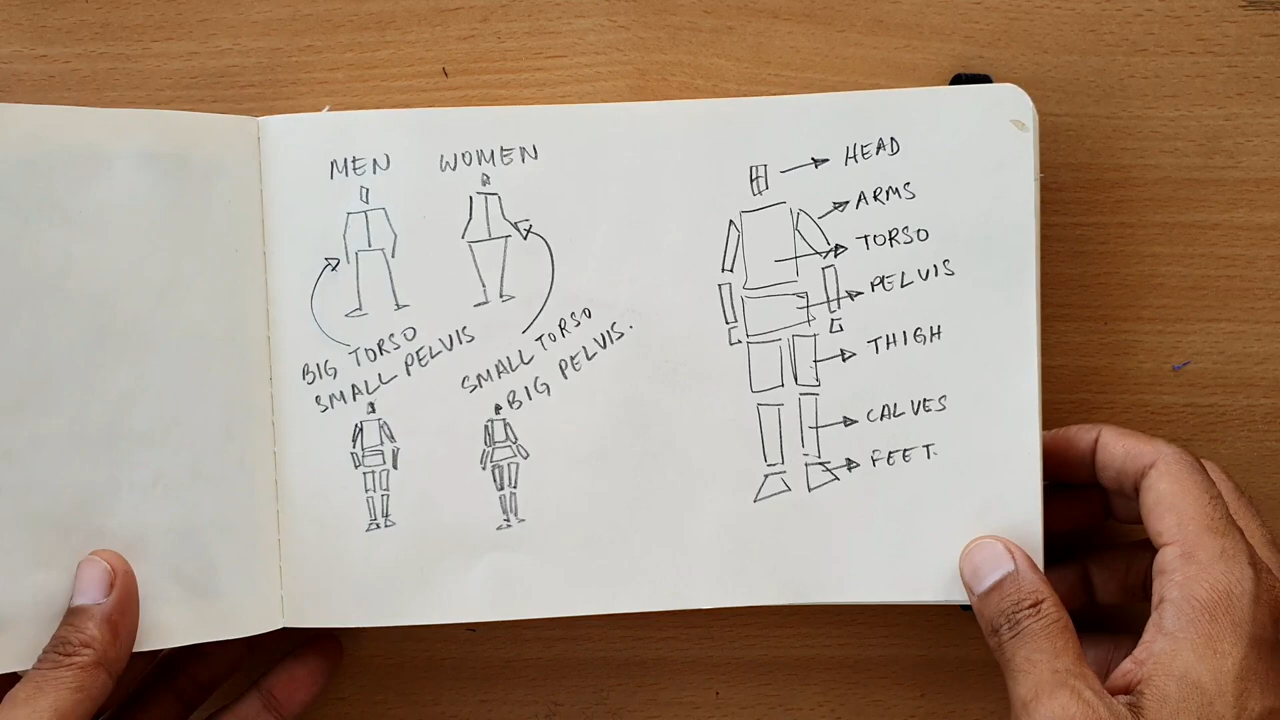 MEN
WOMEN
BIG TORSO
SMALL PELVIS
SMALL TORSO
BIG PELVIS.
HEAD
ARMS
TORSO
PELVIS
THIGH
CALVES
FEET.